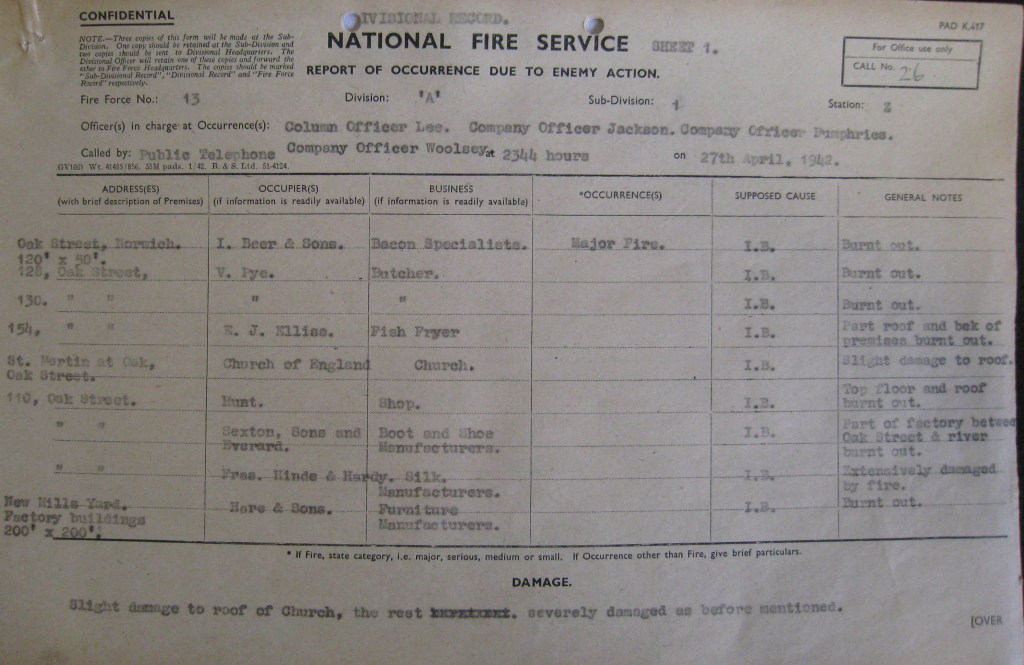 CONFIDENTIAL
DIVISIONAL RECORD.
PAD K.417
NOTE.—Three copies of this form will be made at the Sub-
Division. One copy should be retained at the Sub-Division and
two copies should be sent to Divisional Headquarters. The
Divisional Officer will retain one of these copies and forward the
other to Fire Force Headquarters. The copies should be marked
"Sub-Divisional Record", "Divisional Record" and "Fire Force
Record" respectively.
NATIONAL FIRE SERVICE SHEET 1.
For Office use only
CALL No. 26
REPORT OF OCCURRENCE DUE TO ENEMY ACTION.
Fire Force No.: 13 Division: 'A' Sub-Division: 1 Station: Z
Officer(s) in charge at Occurrence(s): Column Officer Lee. Company Officer Jackson. Company Officer Pumphries.
Called by: Public Telephone Company Officer Woolsey at 2344 hours on 27th April, 1942.
ADDRESS(ES) OCCUPIER(S) BUSINESS *OCCURRENCE(S) SUPPOSED CAUSE GENERAL NOTES
(with brief description of Premises) (if information is readily available) (if information is readily available)
Oak Street, Norwich. I. Beer & Sons. Bacon Specialists. Major Fire. I.B. Burnt out.
120' x 50'.
128, Oak Street, V. Pye. Butcher. I.B. Burnt out.
130. " " " " I.B. Burnt out.
154, " " E. J. Elliss. Fish Fryer I.B. Part roof and bak of
premises burnt out.
St. Martin at Oak, Church of England Church. I.B. Slight damage to roof.
Oak Street.
110, Oak Street. Hunt. Shop. I.B. Top floor and roof
burnt out.
" " Sexton, Sons and Boot and Shoe I.B. Part of factory between
Everard. Manufacturers. Oak Street & river
burnt out.
" " Fras. Hinde & Hardy. Silk. I.B. Extensively damaged
Manufacturers. by fire.
New Mills Yard. Hare & Sons. Furniture I.B. Burnt out.
Factory buildings Manufacturers.
200' x 200'.
* If Fire, state category, i.e. major, serious, medium or small. If Occurrence other than Fire, give brief particulars.
DAMAGE.
Slight damage to roof of Church, the rest severely damaged as before mentioned.
[OVER